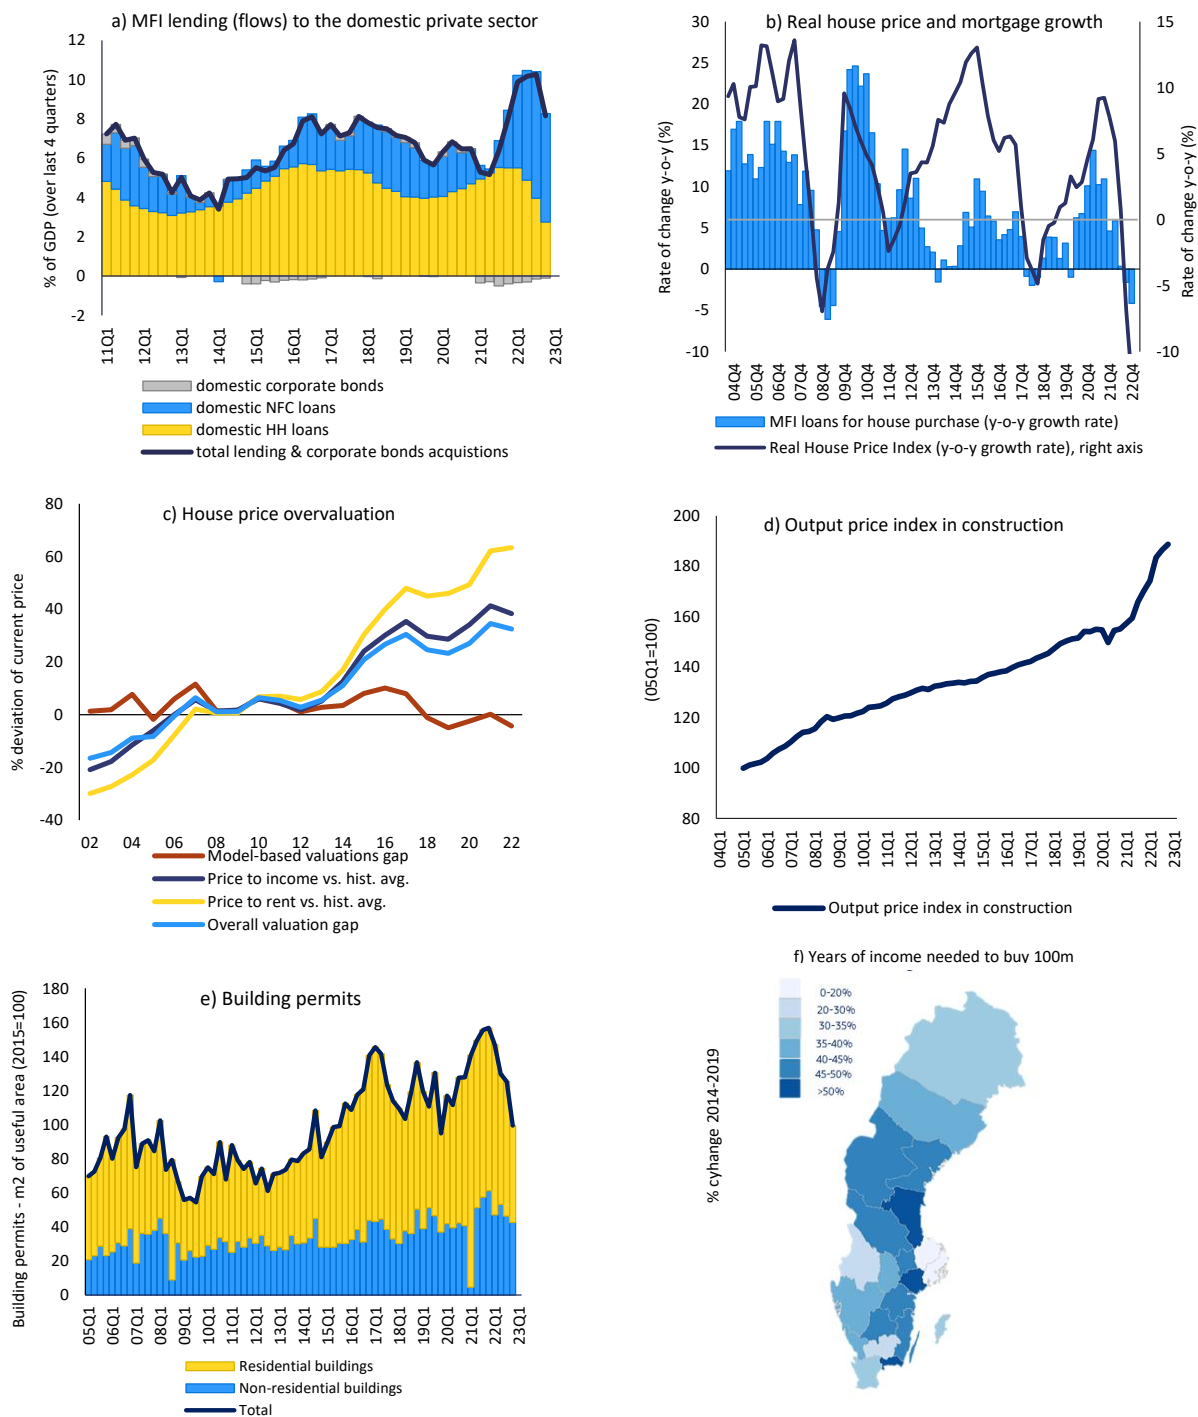 a) MFI lending (flows) to the domestic private sector
% of GDP (over last 4 quarters)
12
10
8
6
4
2
0
-2
11Q1
12Q1
13Q1
14Q1
15Q1
16Q1
17Q1
18Q1
19Q1
20Q1
21Q1
22Q1
23Q1
domestic corporate bonds
domestic NFC loans
domestic HH loans
total lending & corporate bonds acquistions
b) Real house price and mortgage growth
Rate of change y-o-y (%)
30
25
20
15
10
5
0
-5
-10
15
10
5
0
-5
-10
Rate of change y-o-y (%)
04Q4
05Q4
06Q4
07Q4
08Q4
09Q4
10Q4
11Q4
12Q4
13Q4
14Q4
15Q4
16Q4
17Q4
18Q4
19Q4
20Q4
21Q4
22Q4
MFI loans for house purchase (y-o-y growth rate)
Real House Price Index (y-o-y growth rate), right axis
c) House price overvaluation
% deviation of current price
80
60
40
20
0
-20
-40
02 04 06 08 10 12 14 16 18 20 22
Model-based valuations gap
Price to income vs. hist. avg.
Price to rent vs. hist. avg.
Overall valuation gap
d) Output price index in construction
(05Q1=100)
200
180
160
140
120
100
80
04Q1
05Q1
06Q1
07Q1
08Q1
09Q1
10Q1
11Q1
12Q1
13Q1
14Q1
15Q1
16Q1
17Q1
18Q1
19Q1
20Q1
21Q1
22Q1
23Q1
Output price index in construction
e) Building permits
Building permits - m2 of useful area (2015=100)
180
160
140
120
100
80
60
40
20
0
05Q1
06Q1
07Q1
08Q1
09Q1
10Q1
11Q1
12Q1
13Q1
14Q1
15Q1
16Q1
17Q1
18Q1
19Q1
20Q1
21Q1
22Q1
23Q1
Residential buildings
Non-residential buildings
Total
f) Years of income needed to buy 100m
% cyhange 2014-2019
0-20%
20-30%
30-35%
35-40%
40-45%
45-50%
>50%